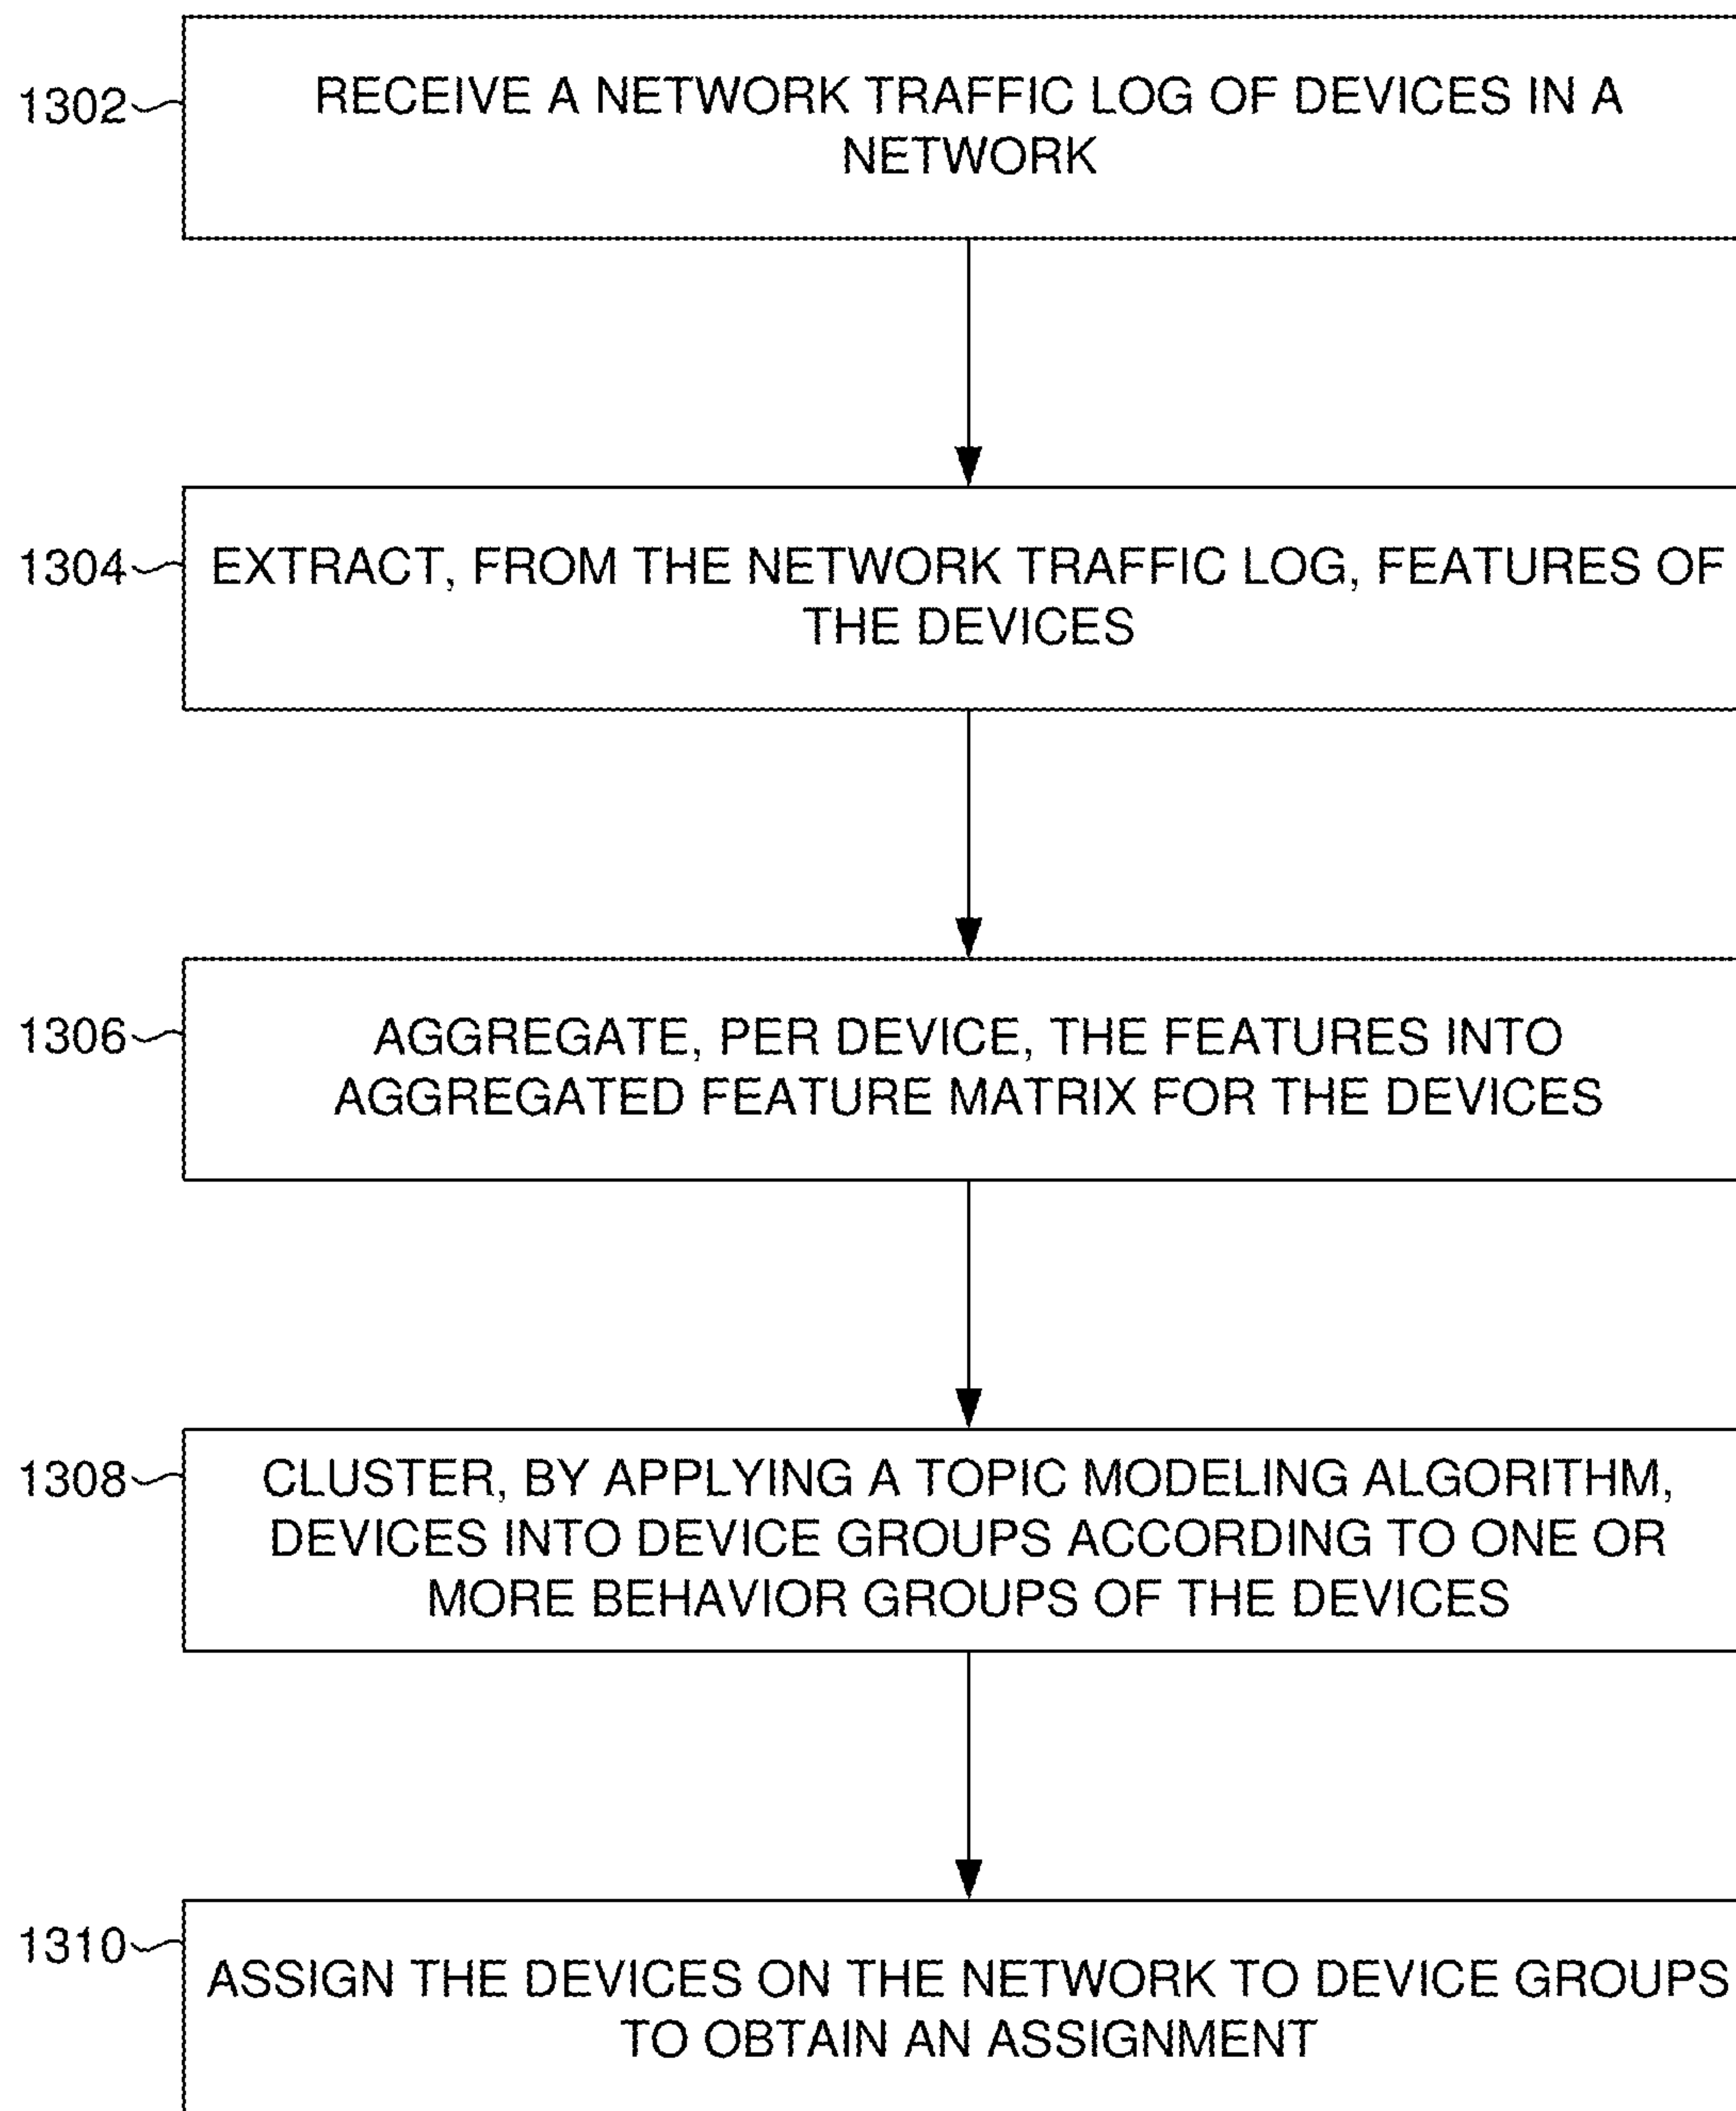 1302
RECEIVE A NETWORK TRAFFIC LOG OF DEVICES IN A
NETWORK
1304
EXTRACT, FROM THE NETWORK TRAFFIC LOG, FEATURES OF
THE DEVICES
1306
AGGREGATE, PER DEVICE, THE FEATURES INTO
AGGREGATED FEATURE MATRIX FOR THE DEVICES
1308
CLUSTER, BY APPLYING A TOPIC MODELING ALGORITHM,
DEVICES INTO DEVICE GROUPS ACCORDING TO ONE OR
MORE BEHAVIOR GROUPS OF THE DEVICES
1310
ASSIGN THE DEVICES ON THE NETWORK TO DEVICE GROUPS
TO OBTAIN AN ASSIGNMENT